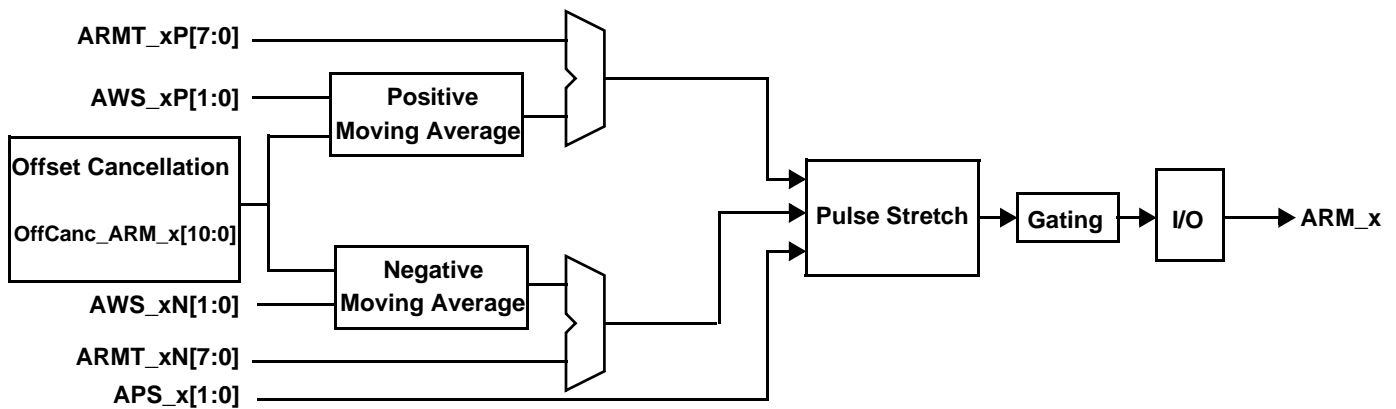 ARMT_xP[7:0]
AWS_xP[1:0]
Positive
Moving Average
Offset Cancellation
OffCanc_ARM_x[10:0]
Pulse Stretch
Gating
I/O
ARM_x
Negative
Moving Average
AWS_xN[1:0]
ARMT_xN[7:0]
APS_x[1:0]